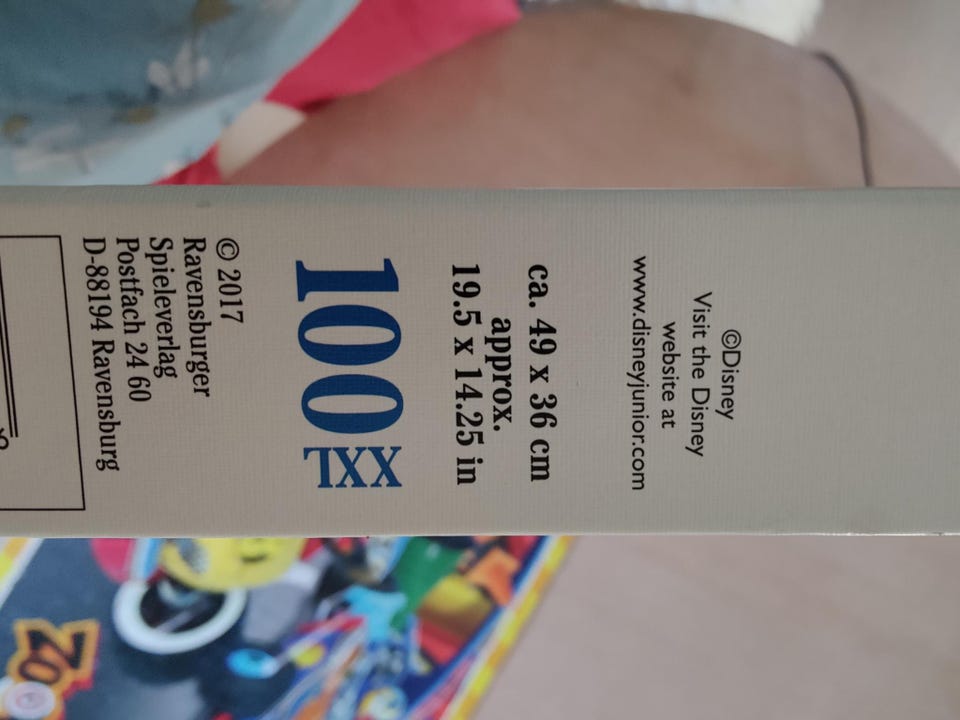 ©Disney
Visit the Disney
website at
www.disneyjunior.com
ca. 49 x 36 cm
approx.
19.5 x 14.25 in
100
XXL
© 2017
Ravensburger
Spieleverlag
Postfach 24 60
D-88194 Ravensburg